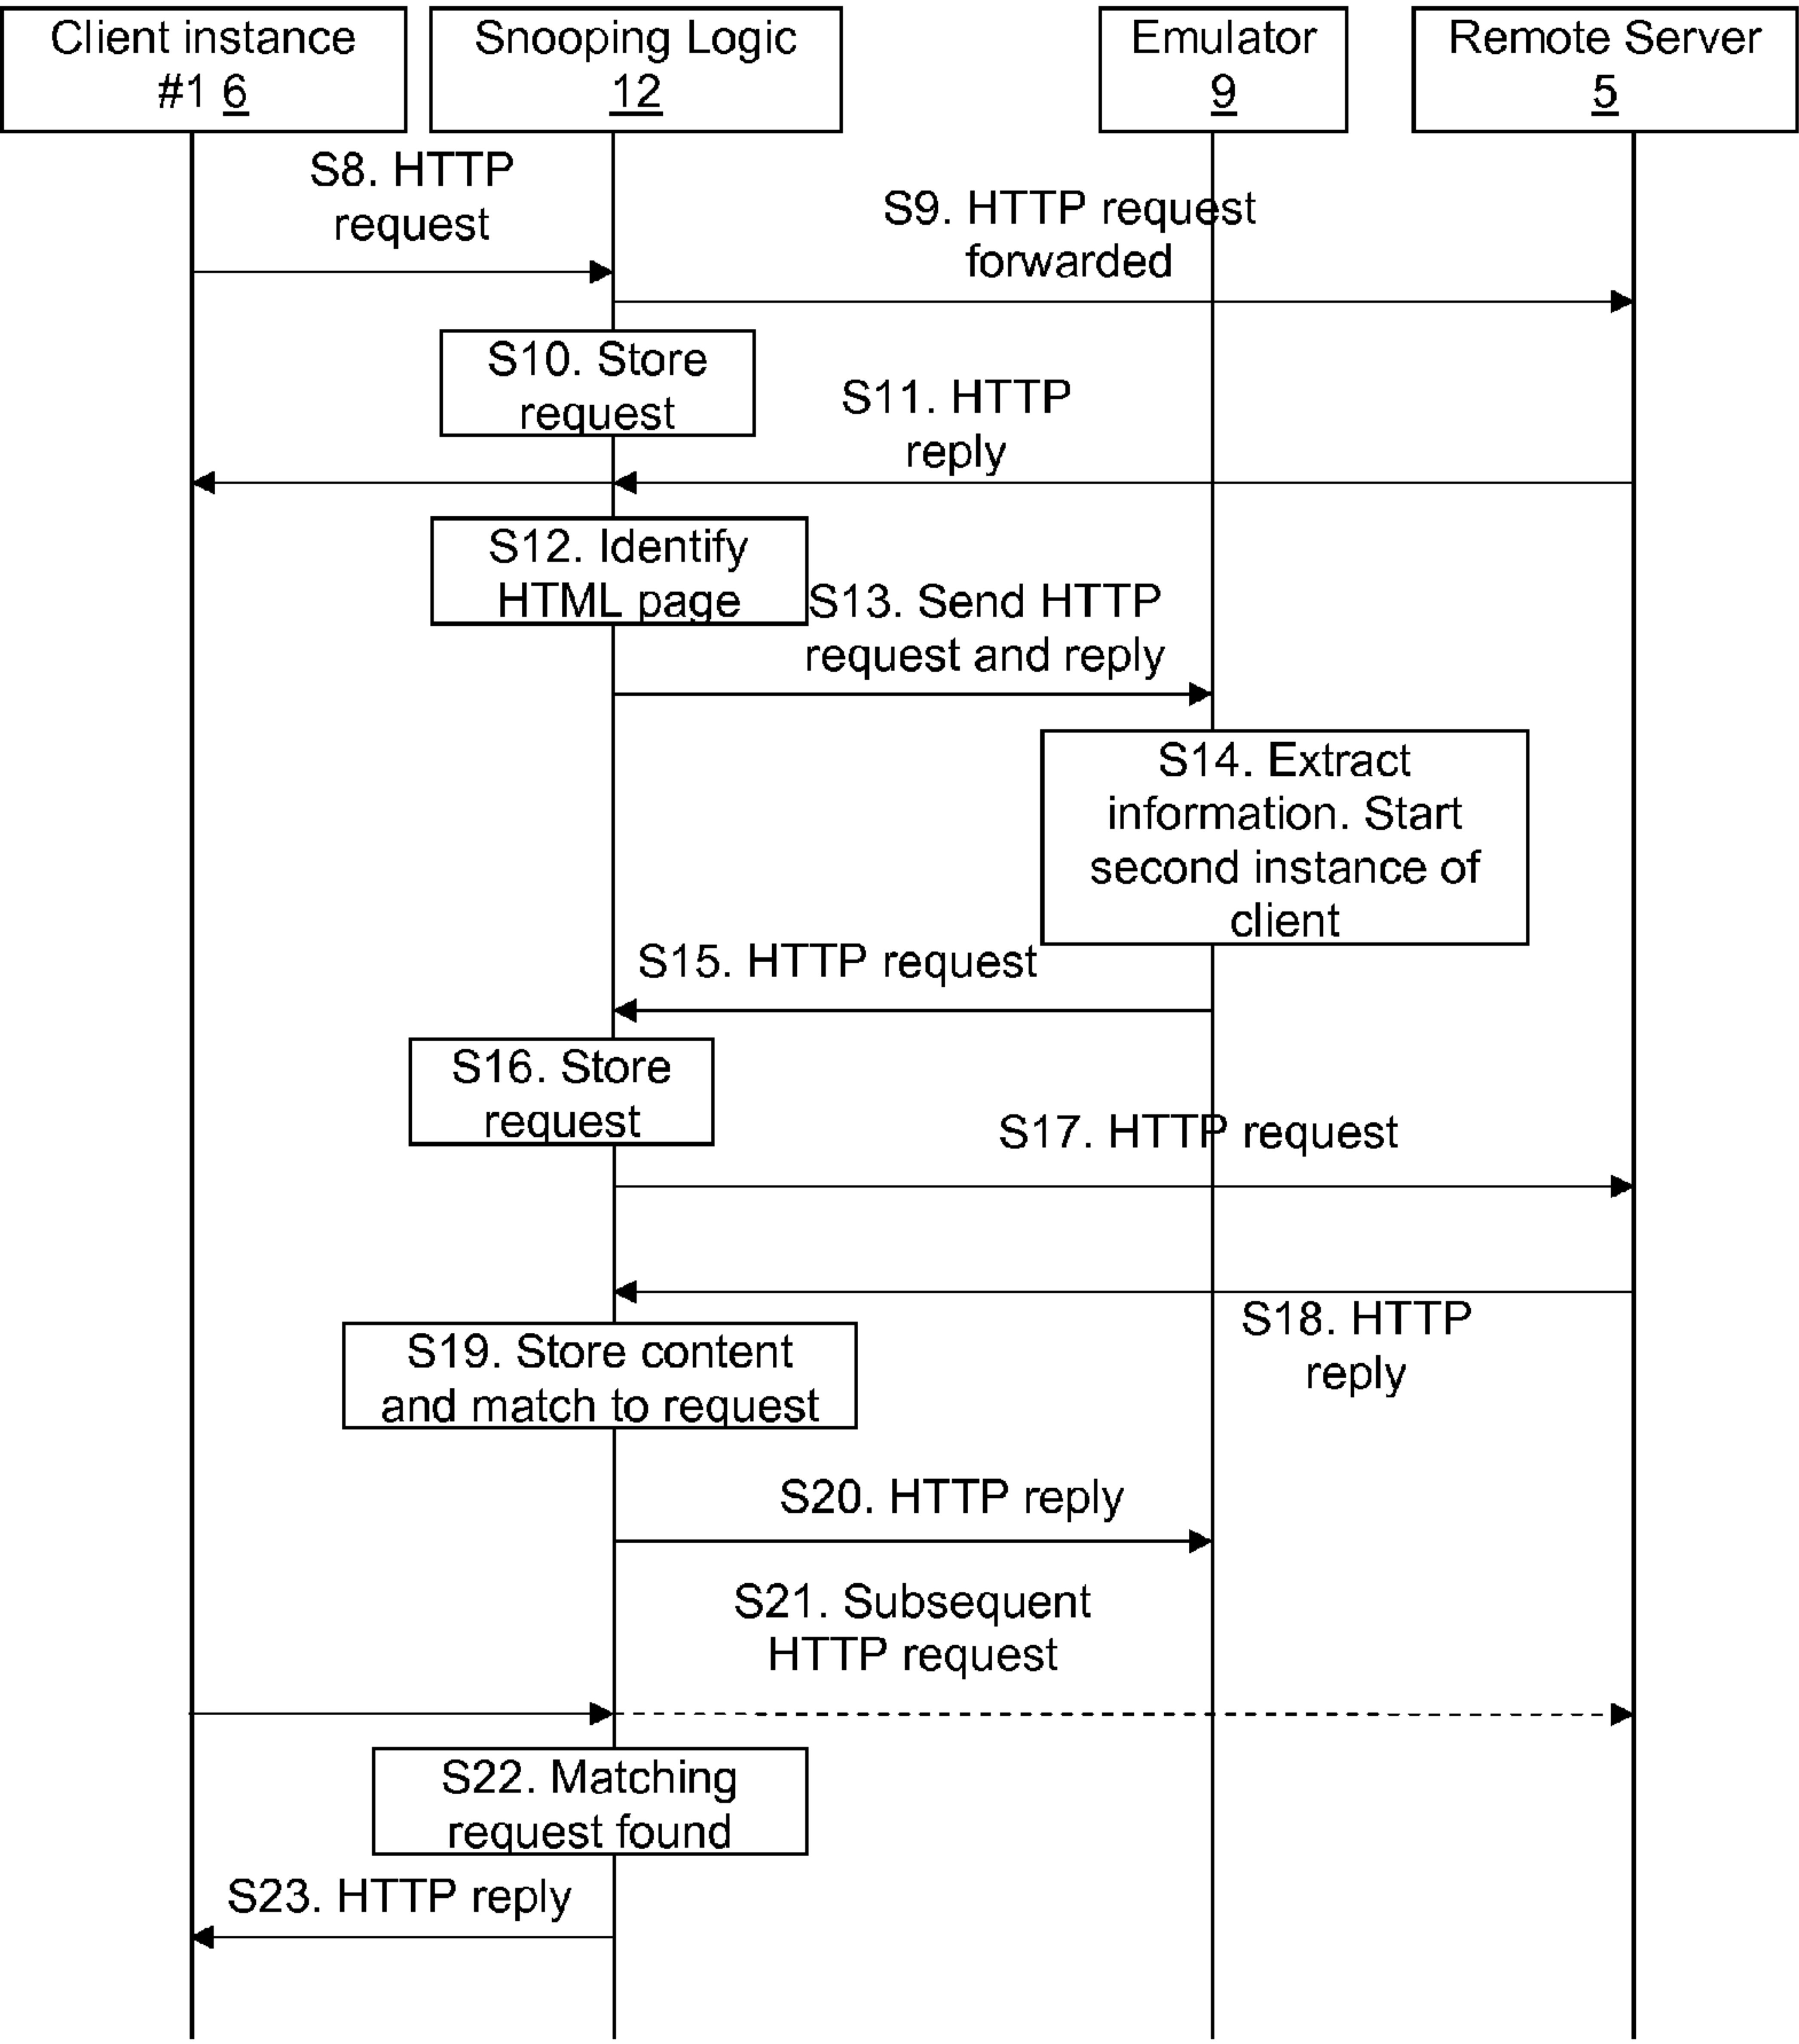 Client instance
#1 6
Snooping Logic
12
Emulator
9
Remote Server
5
S8. HTTP
request
S9. HTTP request
forwarded
S10. Store
request
S11. HTTP
reply
S12. Identify
HTML page
S13. Send HTTP
request and reply
S14. Extract
information. Start
second instance of
client
S15. HTTP request
S16. Store
request
S17. HTTP request
S18. HTTP
reply
S19. Store content
and match to request
S20. HTTP reply
S21. Subsequent
HTTP request
S22. Matching
request found
S23. HTTP reply